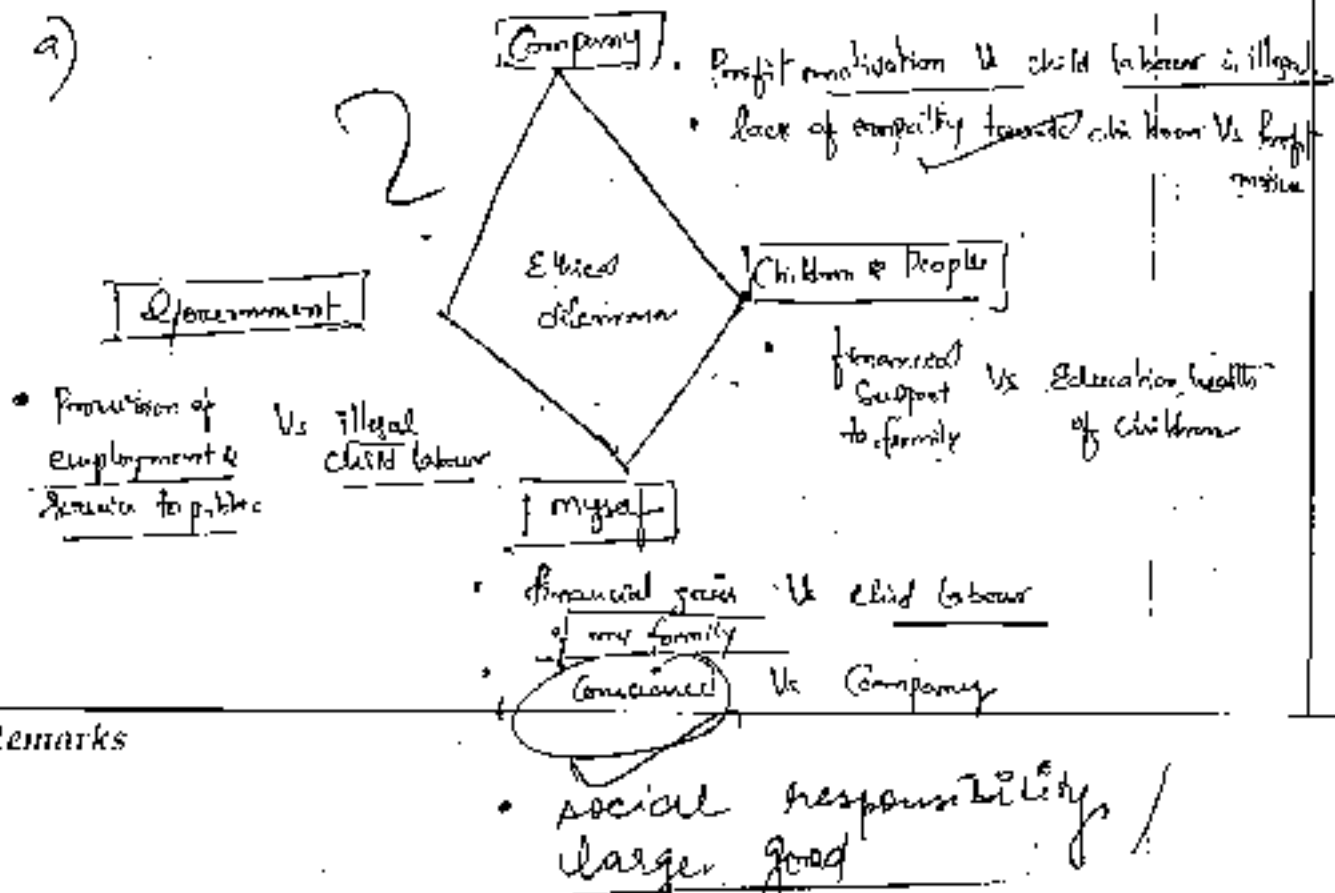 a)
Company
• Profit motivation Vs child labour is illegal
• lack of empathy towards children Vs Profit
motive
2
Ethical
dilemma
Children & People
Government
• financial Vs Education, health
support of children
to family
• Provision of Vs illegal
employment & child labour
service to public
myself
• financial gains Vs child labour
of my family
• Conscience Vs Company
Remarks
• social responsibility /
larger good